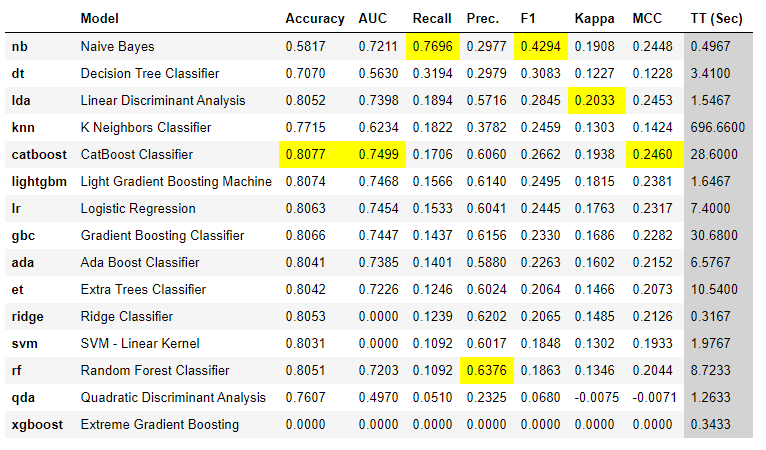 Model Accuracy AUC Recall Prec. F1 Kappa MCC TT (Sec)
nb Naive Bayes 0.5817 0.7211 0.7696 0.2977 0.4294 0.1908 0.2448 0.4967
dt Decision Tree Classifier 0.7070 0.5630 0.3194 0.2979 0.3083 0.1227 0.1228 3.4100
lda Linear Discriminant Analysis 0.8052 0.7398 0.1894 0.5716 0.2845 0.2033 0.2453 1.5467
knn K Neighbors Classifier 0.7715 0.6234 0.1822 0.3782 0.2459 0.1303 0.1424 696.6600
catboost CatBoost Classifier 0.8077 0.7499 0.1706 0.6060 0.2662 0.1938 0.2460 28.6000
lightgbm Light Gradient Boosting Machine 0.8074 0.7468 0.1566 0.6140 0.2495 0.1815 0.2381 1.6467
lr Logistic Regression 0.8063 0.7454 0.1533 0.6041 0.2445 0.1763 0.2317 7.4000
gbc Gradient Boosting Classifier 0.8066 0.7447 0.1437 0.6156 0.2330 0.1686 0.2282 30.6800
ada Ada Boost Classifier 0.8041 0.7385 0.1401 0.5880 0.2263 0.1602 0.2152 6.5767
et Extra Trees Classifier 0.8042 0.7226 0.1246 0.6024 0.2064 0.1466 0.2073 10.5400
ridge Ridge Classifier 0.8053 0.0000 0.1239 0.6202 0.2065 0.1485 0.2126 0.3167
svm SVM - Linear Kernel 0.8031 0.0000 0.1092 0.6017 0.1848 0.1302 0.1933 1.9767
rf Random Forest Classifier 0.8051 0.7203 0.1092 0.6376 0.1863 0.1346 0.2044 8.7233
qda Quadratic Discriminant Analysis 0.7607 0.4970 0.0510 0.2325 0.0680 -0.0075 -0.0071 1.2633
xgboost Extreme Gradient Boosting 0.0000 0.0000 0.0000 0.0000 0.0000 0.0000 0.0000 0.3433